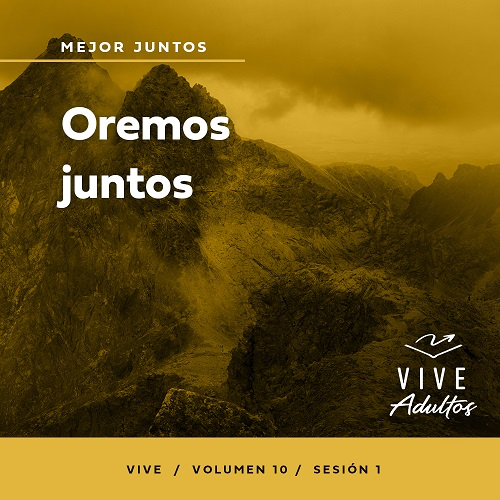 MEJOR JUNTOS
Oremos
juntos
VIVE
Adultos
VIVE / VOLUMEN 10 / SESIÓN 1